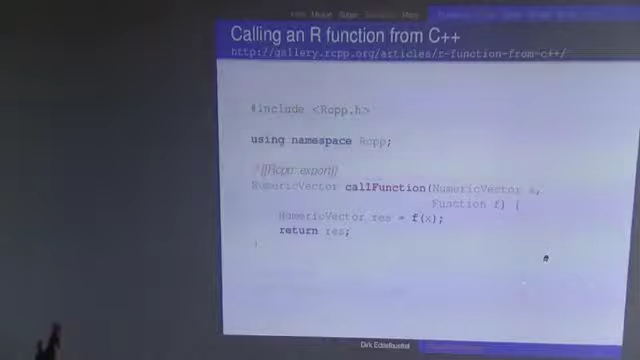 Calling an R function from C++
http://gallery.rcpp.org/articles/r-function-from-c++/
#include <Rcpp.h>
using namespace Rcpp;
[[Rcpp::export]]
NumericVector callFunction(NumericVector x,
Function f) {
NumericVector res = f(x);
return res;
}
Dirk Eddelbuettel